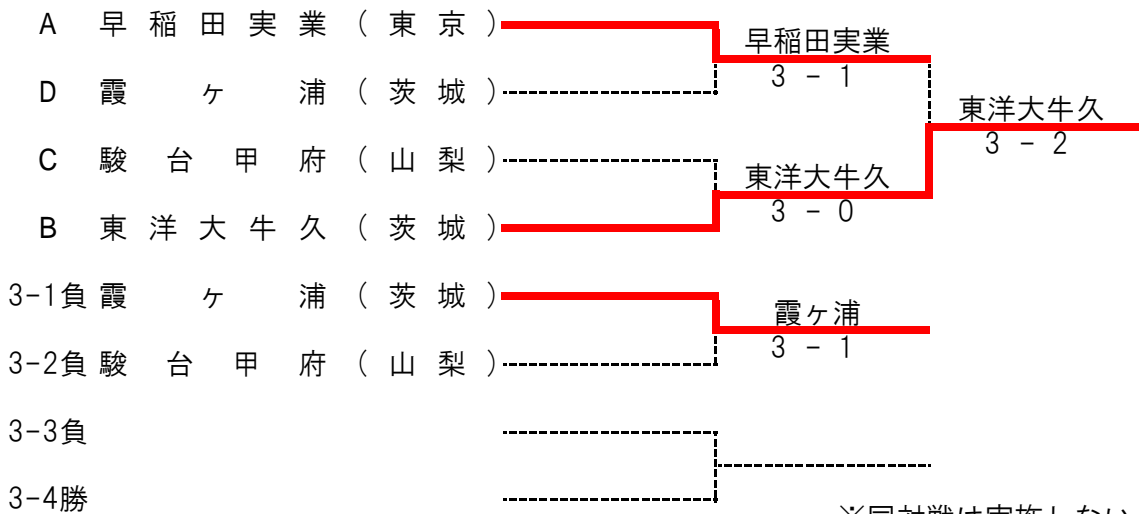 A 早稲田実業(東京)
早稲田実業
3 - 1
D 霞ヶ浦(茨城)
東洋大牛久
3 - 2
C 駿台甲府(山梨)
東洋大牛久
3 - 0
B 東洋大牛久(茨城)
3-1負 霞ヶ浦(茨城)
霞ヶ浦
3 - 1
3-2負 駿台甲府(山梨)
3-3負
3-4勝